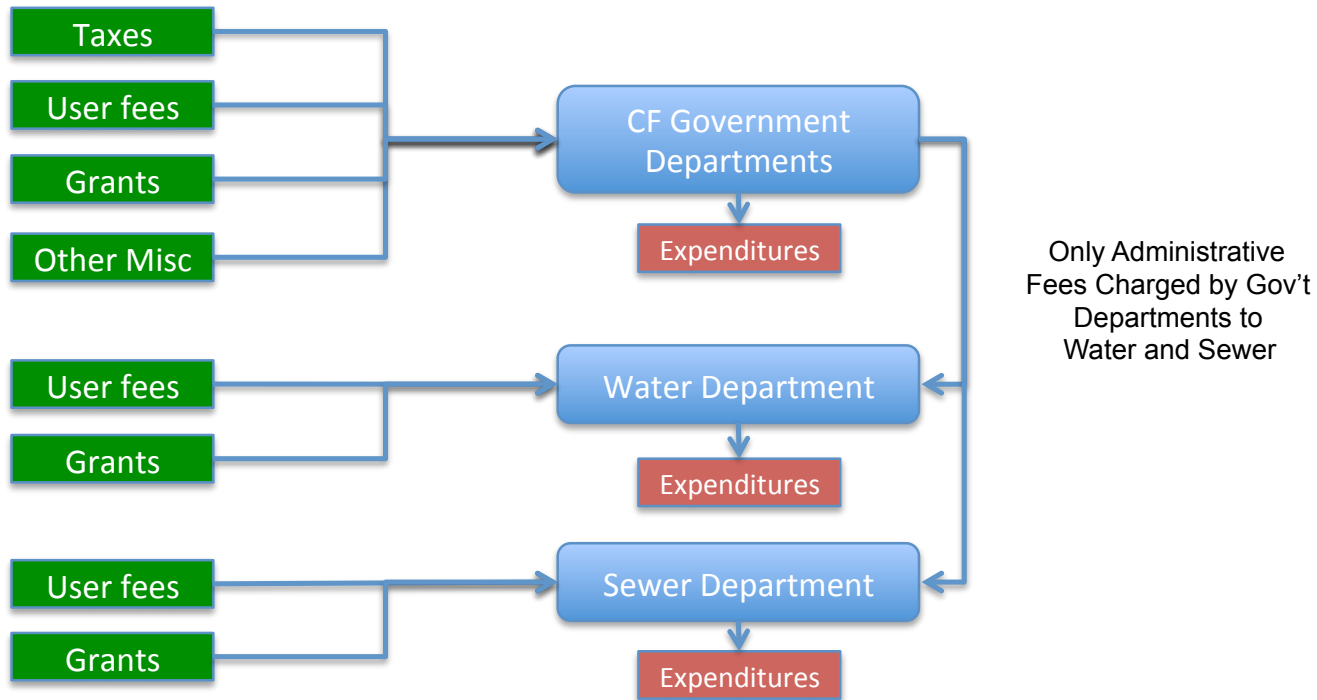 Taxes
User fees
Grants
Other Misc
CF Government
Departments
Expenditures
Only Administrative
Fees Charged by Gov’t
Departments to
Water and Sewer
User fees
Grants
Water Department
Expenditures
User fees
Grants
Sewer Department
Expenditures